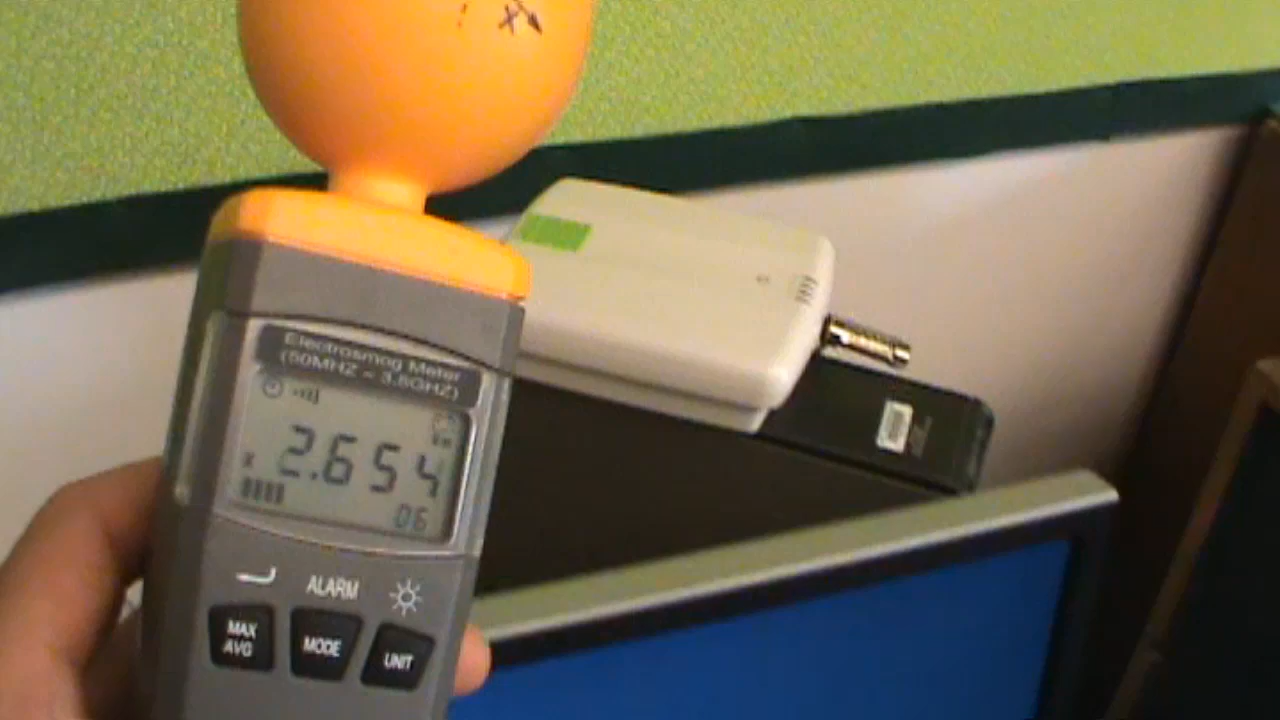 X
Electrosmog Meter
(50MHZ - 3.5GHZ)
x 2.654
06
ALARM
MAX
AVG
MODE
UNIT